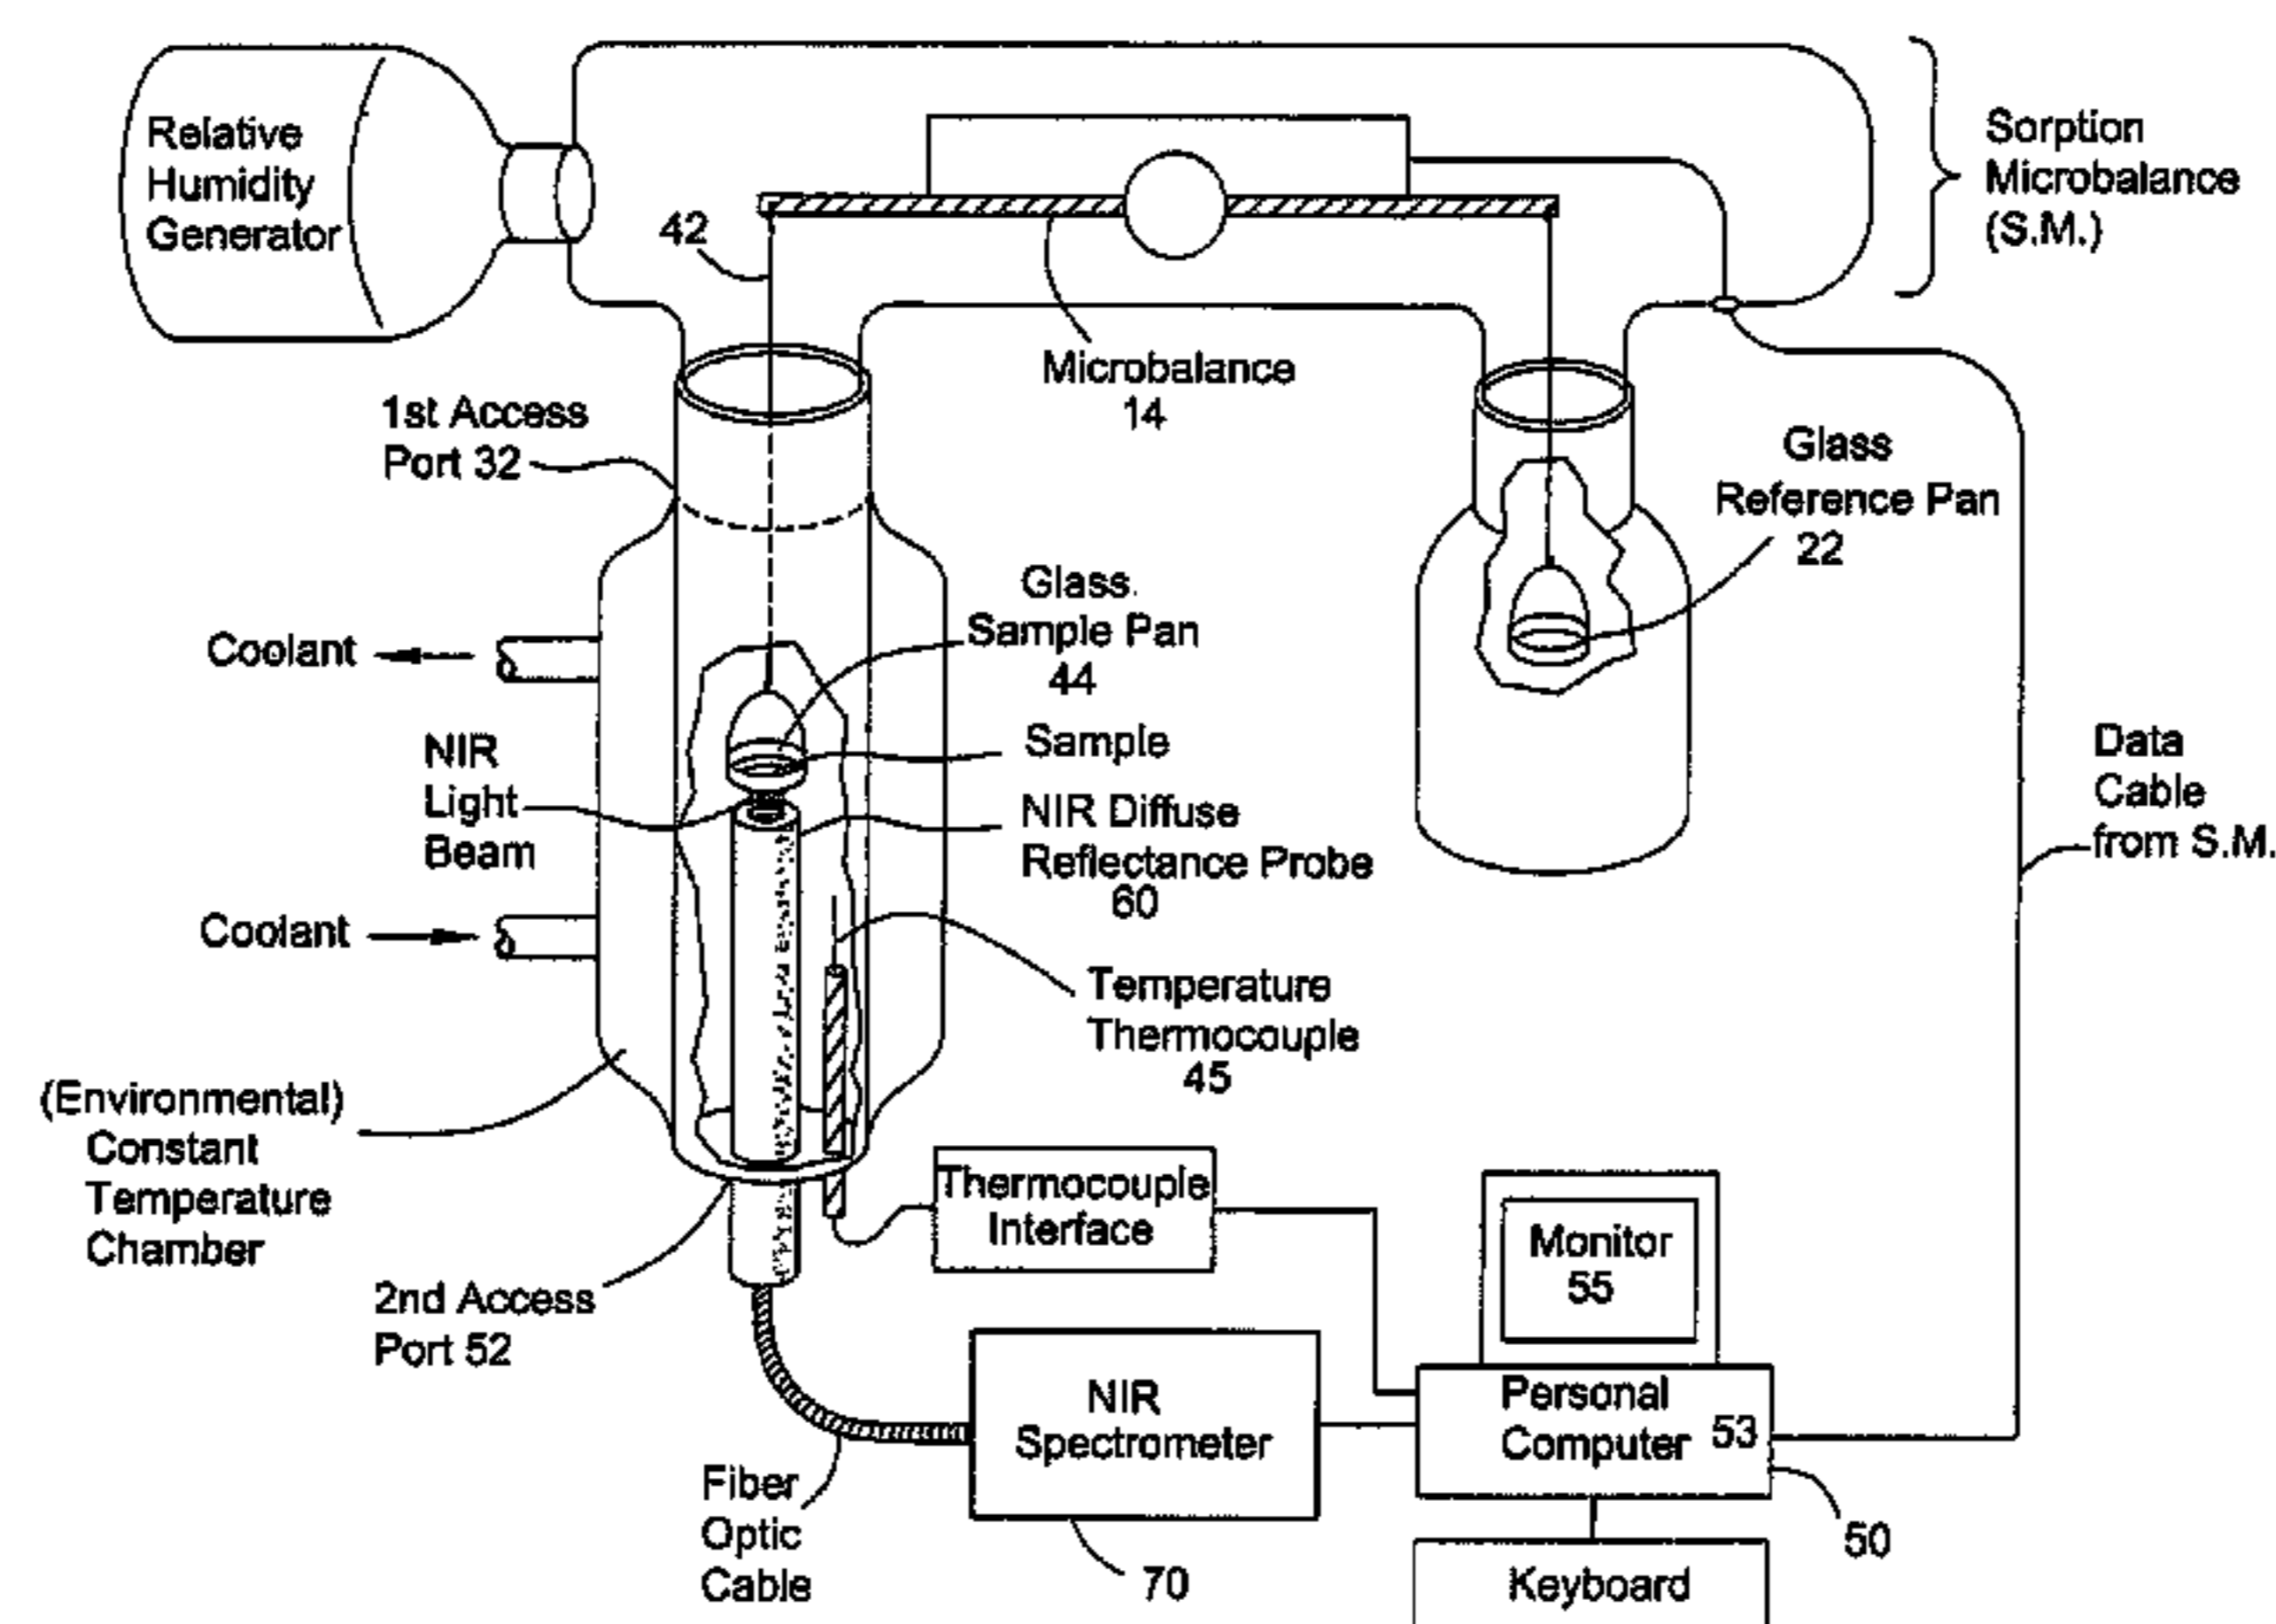 Relative
Humidity
Generator
Sorption
Microbalance
(S.M.)
42
Microbalance
14
1st Access
Port 32
Glass
Reference Pan
22
Glass
Sample Pan
44
Coolant
Sample
NIR
Light
Beam
NIR Diffuse
Reflectance Probe
60
Data
Cable
from S.M.
Coolant
Temperature
Thermocouple
45
(Environmental)
Constant
Temperature
Chamber
Thermocouple
Interface
Monitor
55
2nd Access
Port 52
NIR
Spectrometer
Personal
Computer 53
Fiber
Optic
Cable
70
50
Keyboard